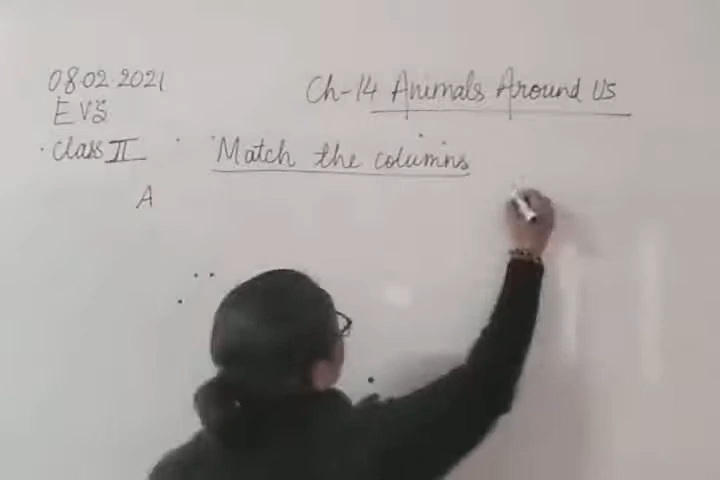 08.02.2021
EVS
Class II
Ch-14 Animals Around Us
Match the columns
A